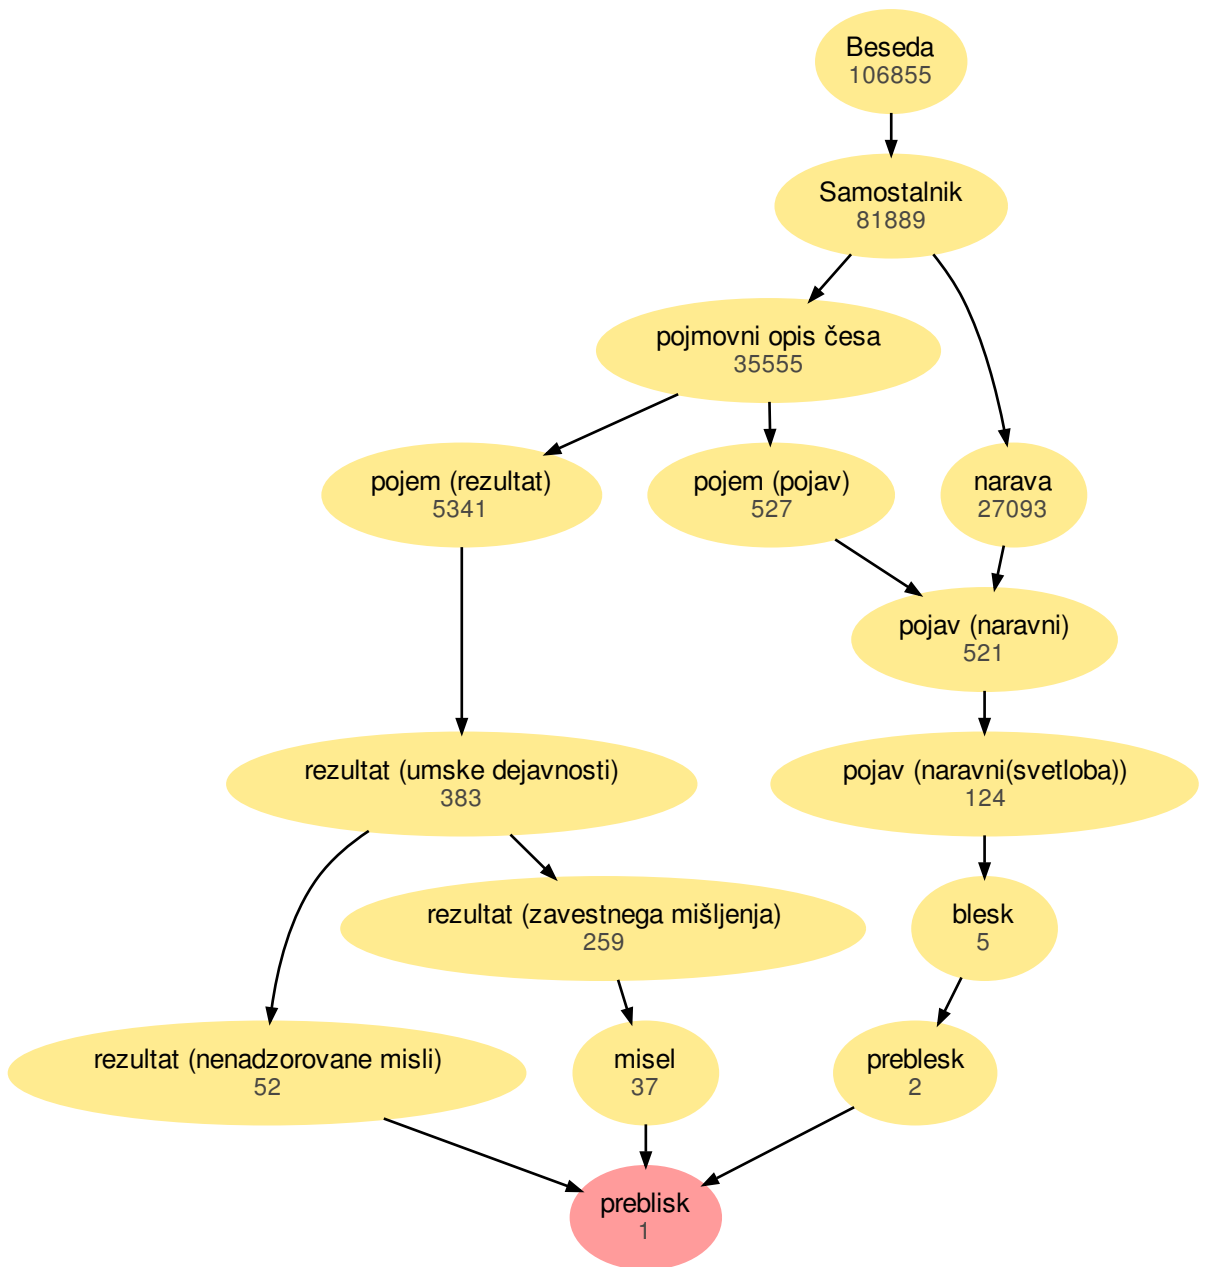 Beseda
106855
Samostalnik
81889
pojmovni opis česa
35555
pojem (rezultat)
5341
pojem (pojav)
527
narava
27093
pojav (naravni)
521
rezultat (umske dejavnosti)
383
pojav (naravni(svetloba))
124
rezultat (zavestnega mišljenja)
259
blesk
5
rezultat (nenadzorovane misli)
52
misel
37
preblesk
2
preblisk
1